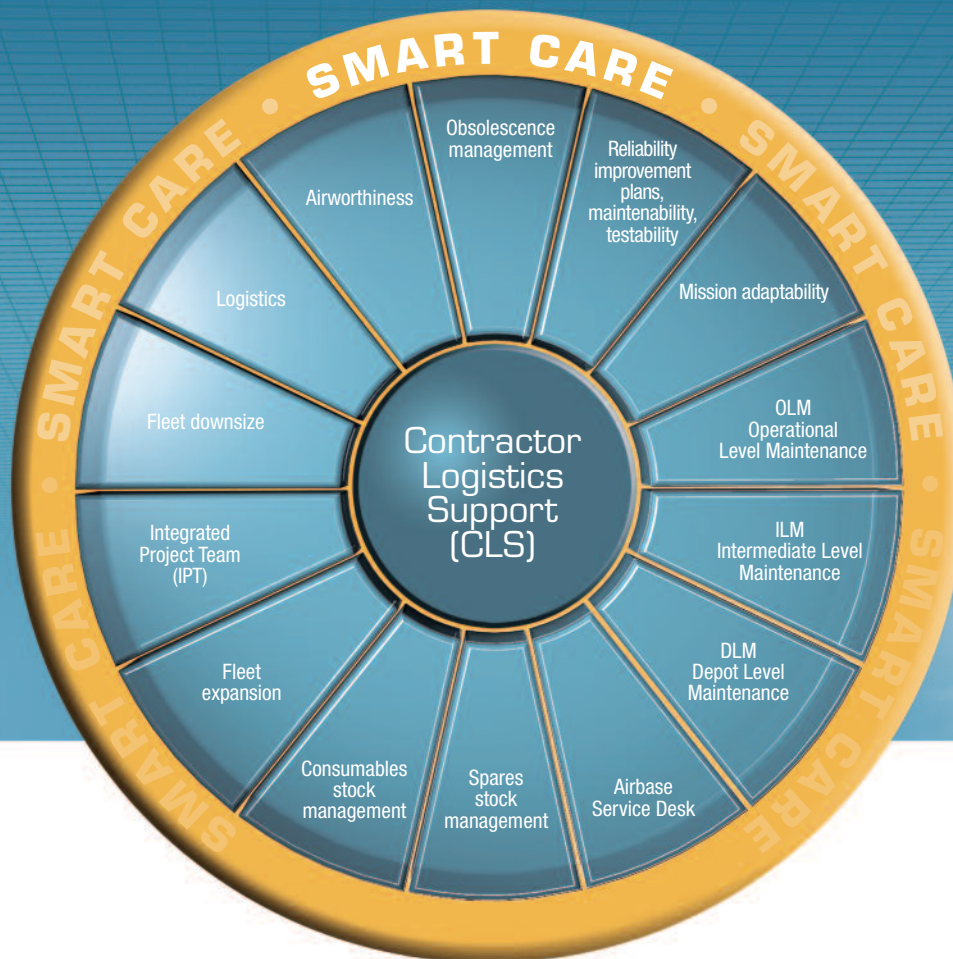 SMART CARE • SMART CARE • SMART CARE • SMART CARE • SMART CARE • SMART CARE
Obsolescence
management
Reliability
improvement
plans,
maintenability,
testability
Mission adaptability
OLM
Operational
Level Maintenance
ILM
Intermediate Level
Maintenance
DLM
Depot Level
Maintenance
Airbase
Service Desk
Spares
stock
management
Consumables
stock
management
Fleet
expansion
Integrated
Project Team
(IPT)
Fleet downsize
Logistics
Airworthiness
Contractor
Logistics
Support
(CLS)